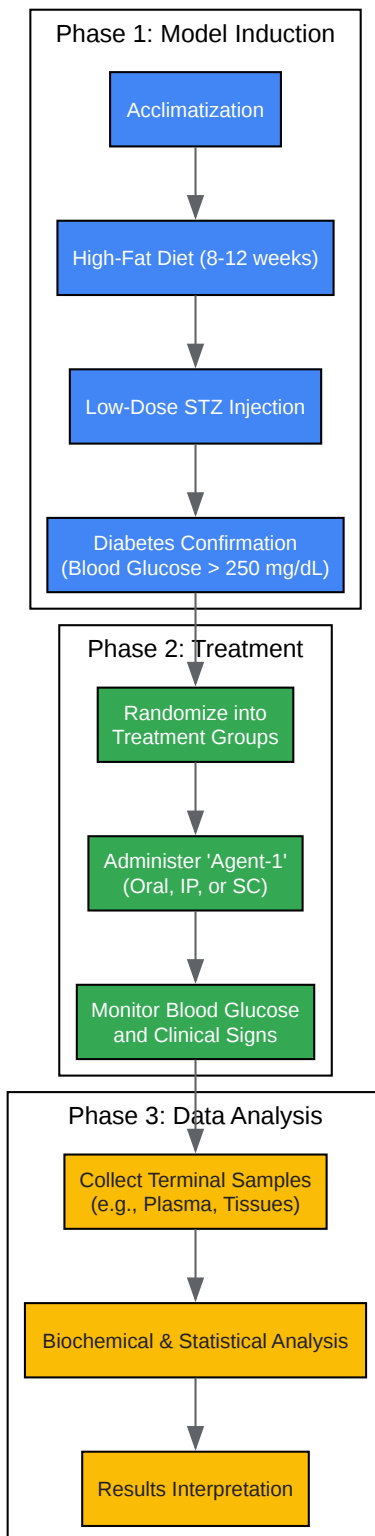 Phase 1: Model Induction
Acclimatization
High-Fat Diet (8-12 weeks)
Low-Dose STZ Injection
Diabetes Confirmation
(Blood Glucose > 250 mg/dL)
Phase 2: Treatment
Randomize into
Treatment Groups
Administer 'Agent-1'
(Oral, IP, or SC)
Monitor Blood Glucose
and Clinical Signs
Phase 3: Data Analysis
Collect Terminal Samples
(e.g., Plasma, Tissues)
Biochemical & Statistical Analysis
Results Interpretation